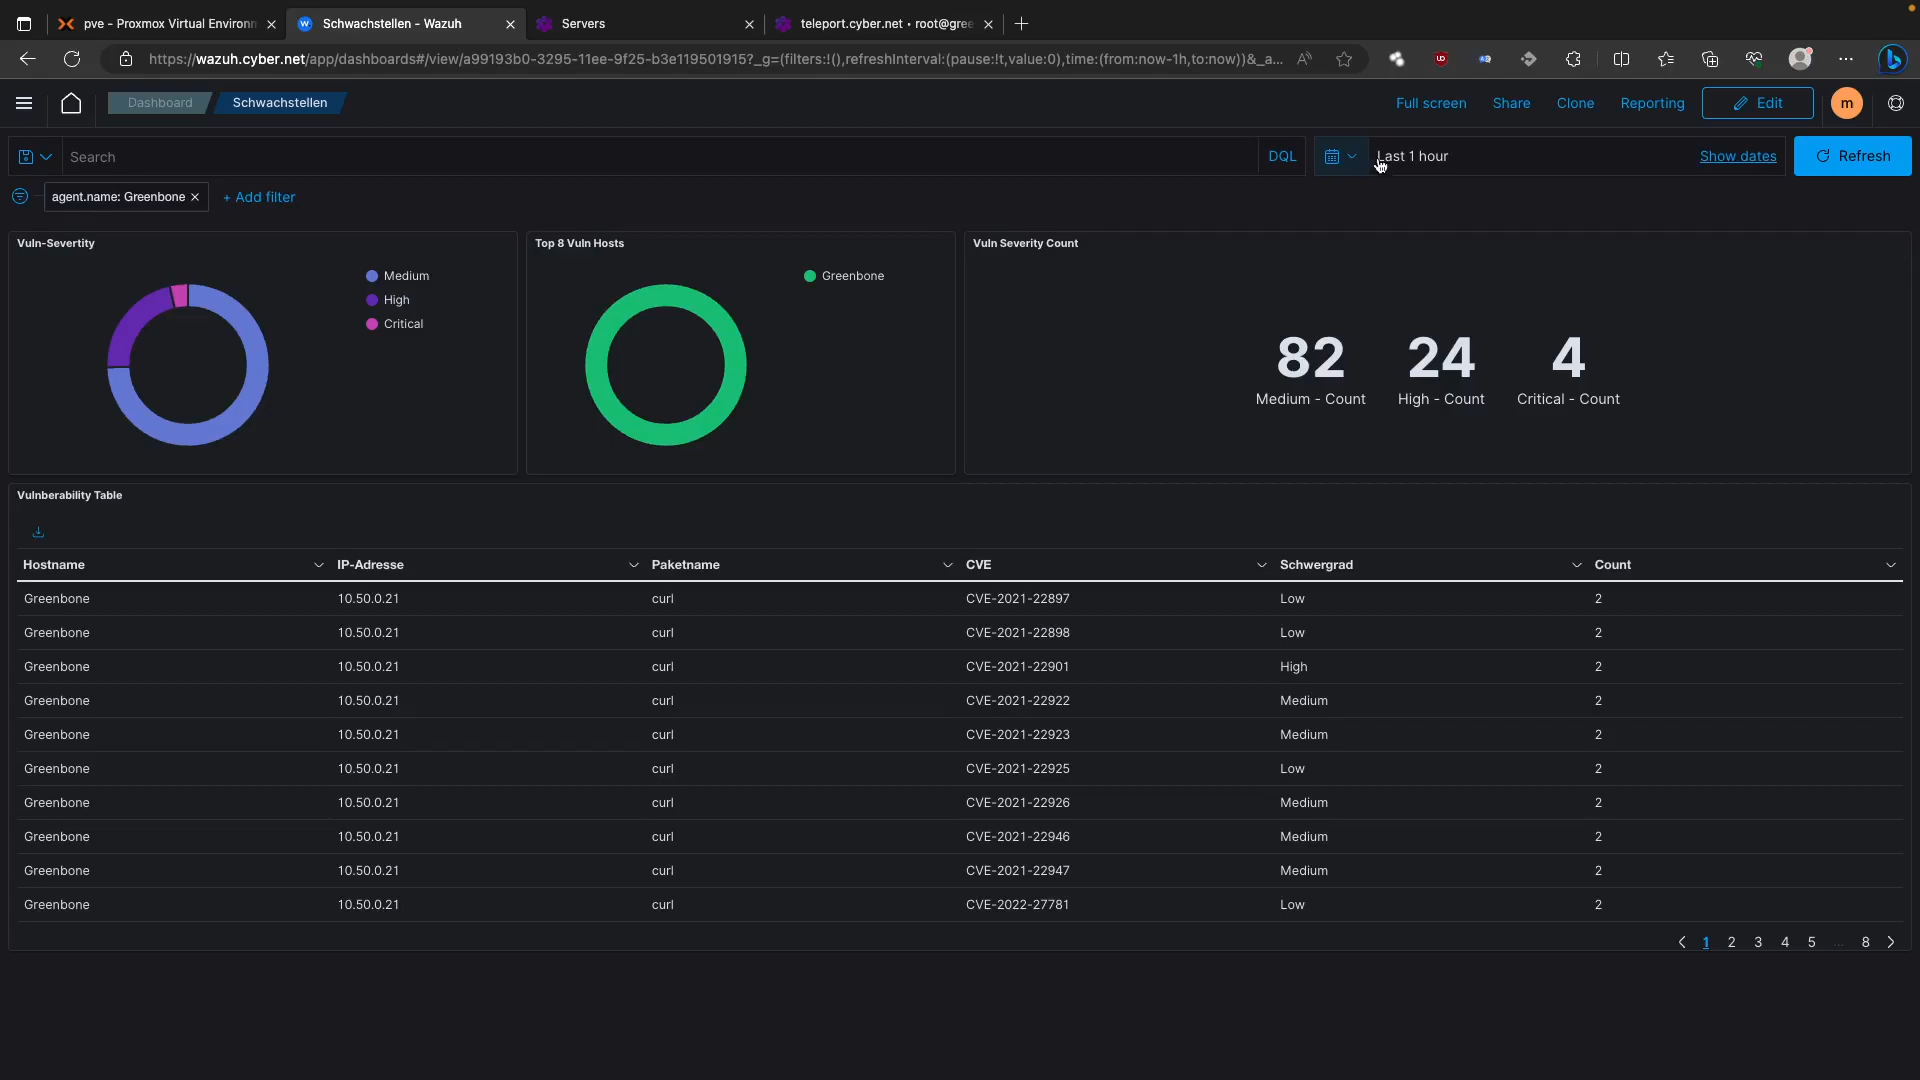 pve - Proxmox Virtual Environm
Schwachstellen - Wazuh
Servers
teleport.cyber.net • root@gree
https://wazuh.cyber.net/app/dashboards#/view/a99193b0-3295-11ee-9f25-b3e119501915?_g=(filters:!(),refreshInterval:(pause:!t,value:0),time:(from:now-1h,to:now))&_a...
Dashboard
Schwachstellen
Full screen
Share
Clone
Reporting
Edit
m
Search
DQL
Last 1 hour
Show dates
Refresh
agent.name: Greenbone
+ Add filter
Vuln-Severtity
Medium
High
Critical
Top 8 Vuln Hosts
Greenbone
Vuln Severity Count
82 24 4
Medium - Count High - Count Critical - Count
Vulnberability Table
Hostname IP-Adresse Paketname CVE Schwergrad Count
Greenbone 10.50.0.21 curl CVE-2021-22897 Low 2
Greenbone 10.50.0.21 curl CVE-2021-22898 Low 2
Greenbone 10.50.0.21 curl CVE-2021-22901 High 2
Greenbone 10.50.0.21 curl CVE-2021-22922 Medium 2
Greenbone 10.50.0.21 curl CVE-2021-22923 Medium 2
Greenbone 10.50.0.21 curl CVE-2021-22925 Low 2
Greenbone 10.50.0.21 curl CVE-2021-22926 Medium 2
Greenbone 10.50.0.21 curl CVE-2021-22946 Medium 2
Greenbone 10.50.0.21 curl CVE-2021-22947 Medium 2
Greenbone 10.50.0.21 curl CVE-2022-27781 Low 2
1 2 3 4 5 ... 8